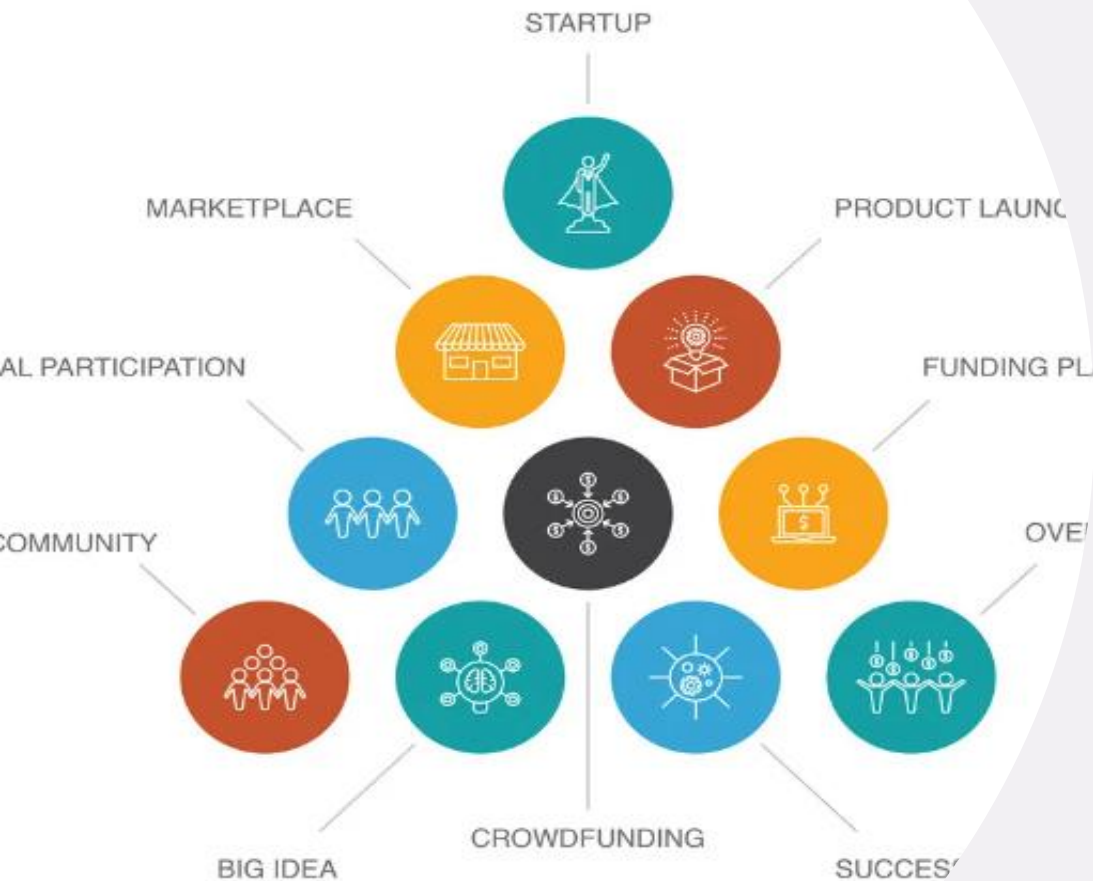 STARTUP
MARKETPLACE
PRODUCT LAUNC
AL PARTICIPATION
FUNDING PL
COMMUNITY
OVE
BIG IDEA
CROWDFUNDING
SUCCES